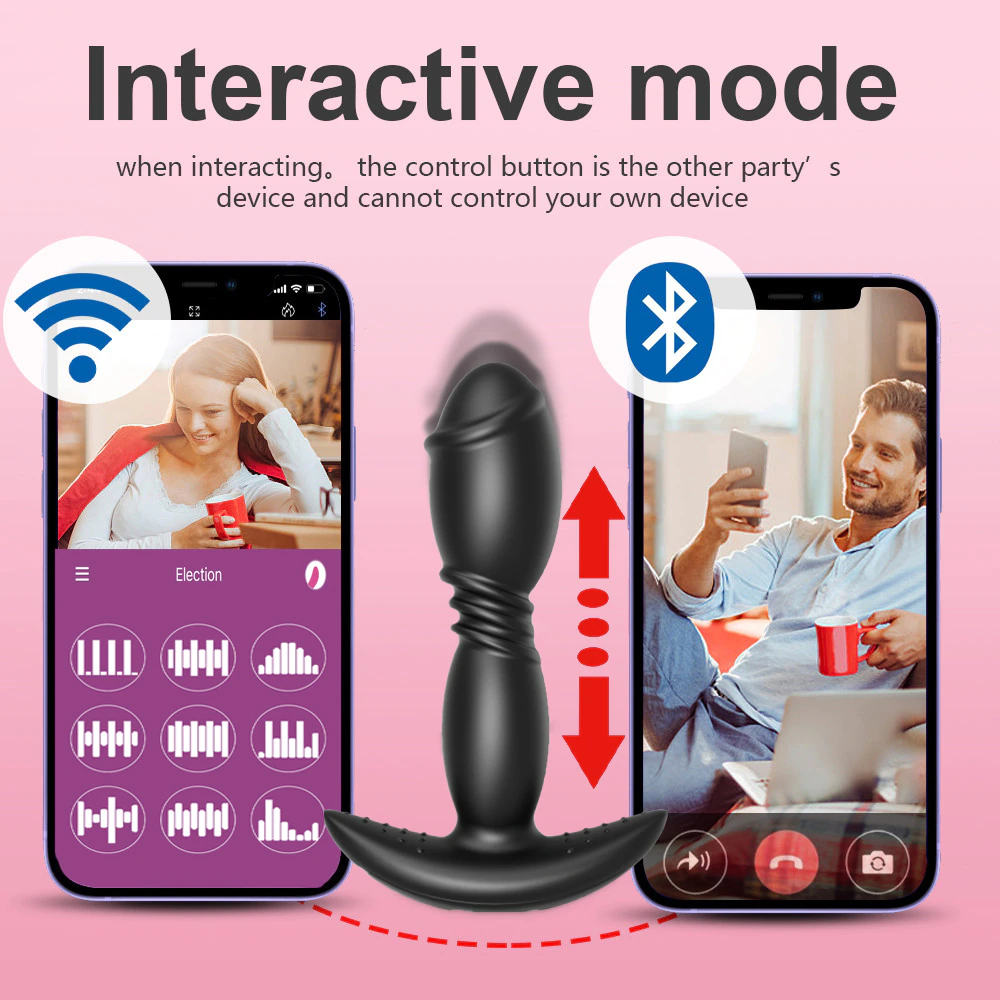 Interactive mode
when interacting。 the control button is the other party’s
device and cannot control your own device
Election